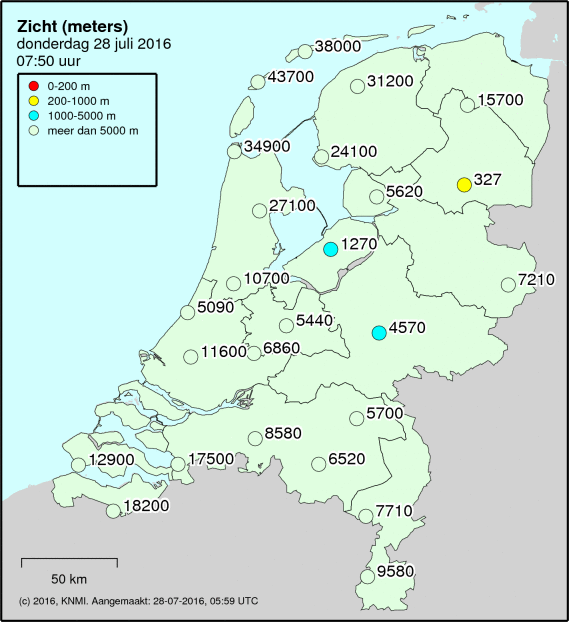 Zicht (meters)
donderdag 28 juli 2016
07:50 uur
0-200 m
200-1000 m
1000-5000 m
meer dan 5000 m
38000
43700
31200
15700
34900
24100
327
5620
27100
1270
10700
7210
5090
5440
4570
11600
6860
5700
8580
12900
17500
6520
18200
7710
9580
50 km
(c) 2016, KNMI. Aangemaakt: 28-07-2016, 05:59 UTC